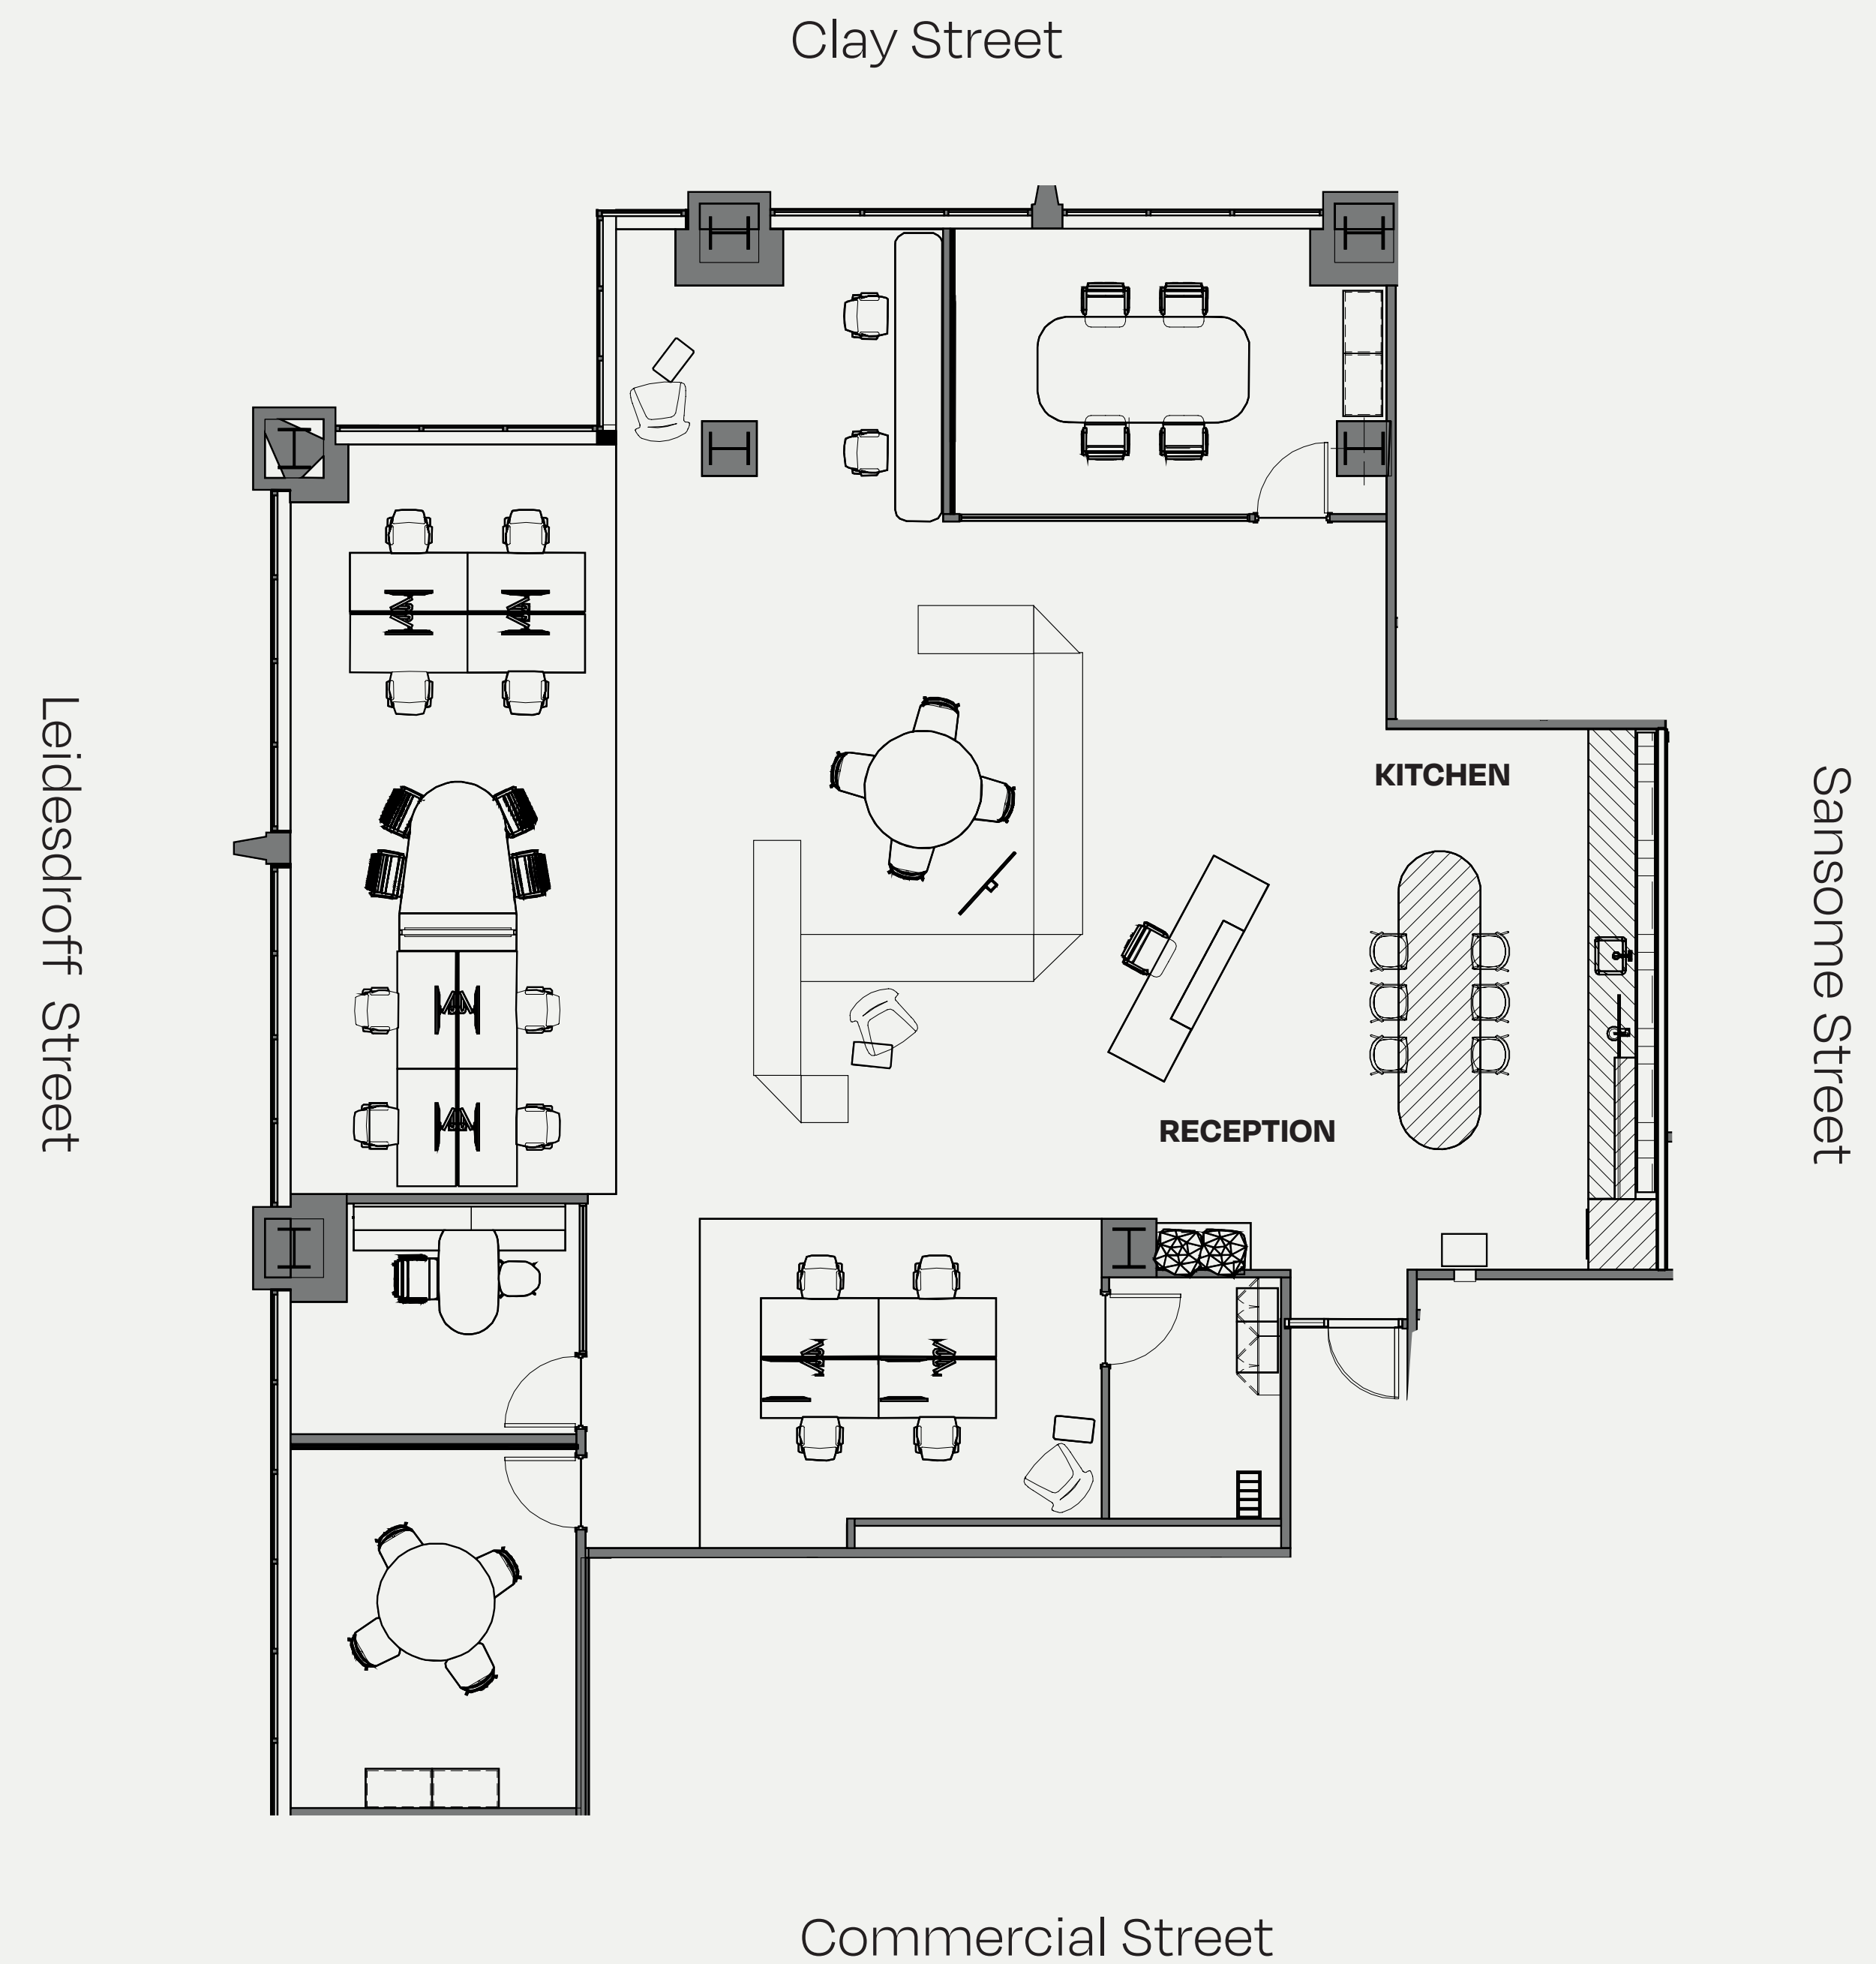 Clay Street
Leidesdroff Street
KITCHEN
Sansome Street
RECEPTION
Commercial Street